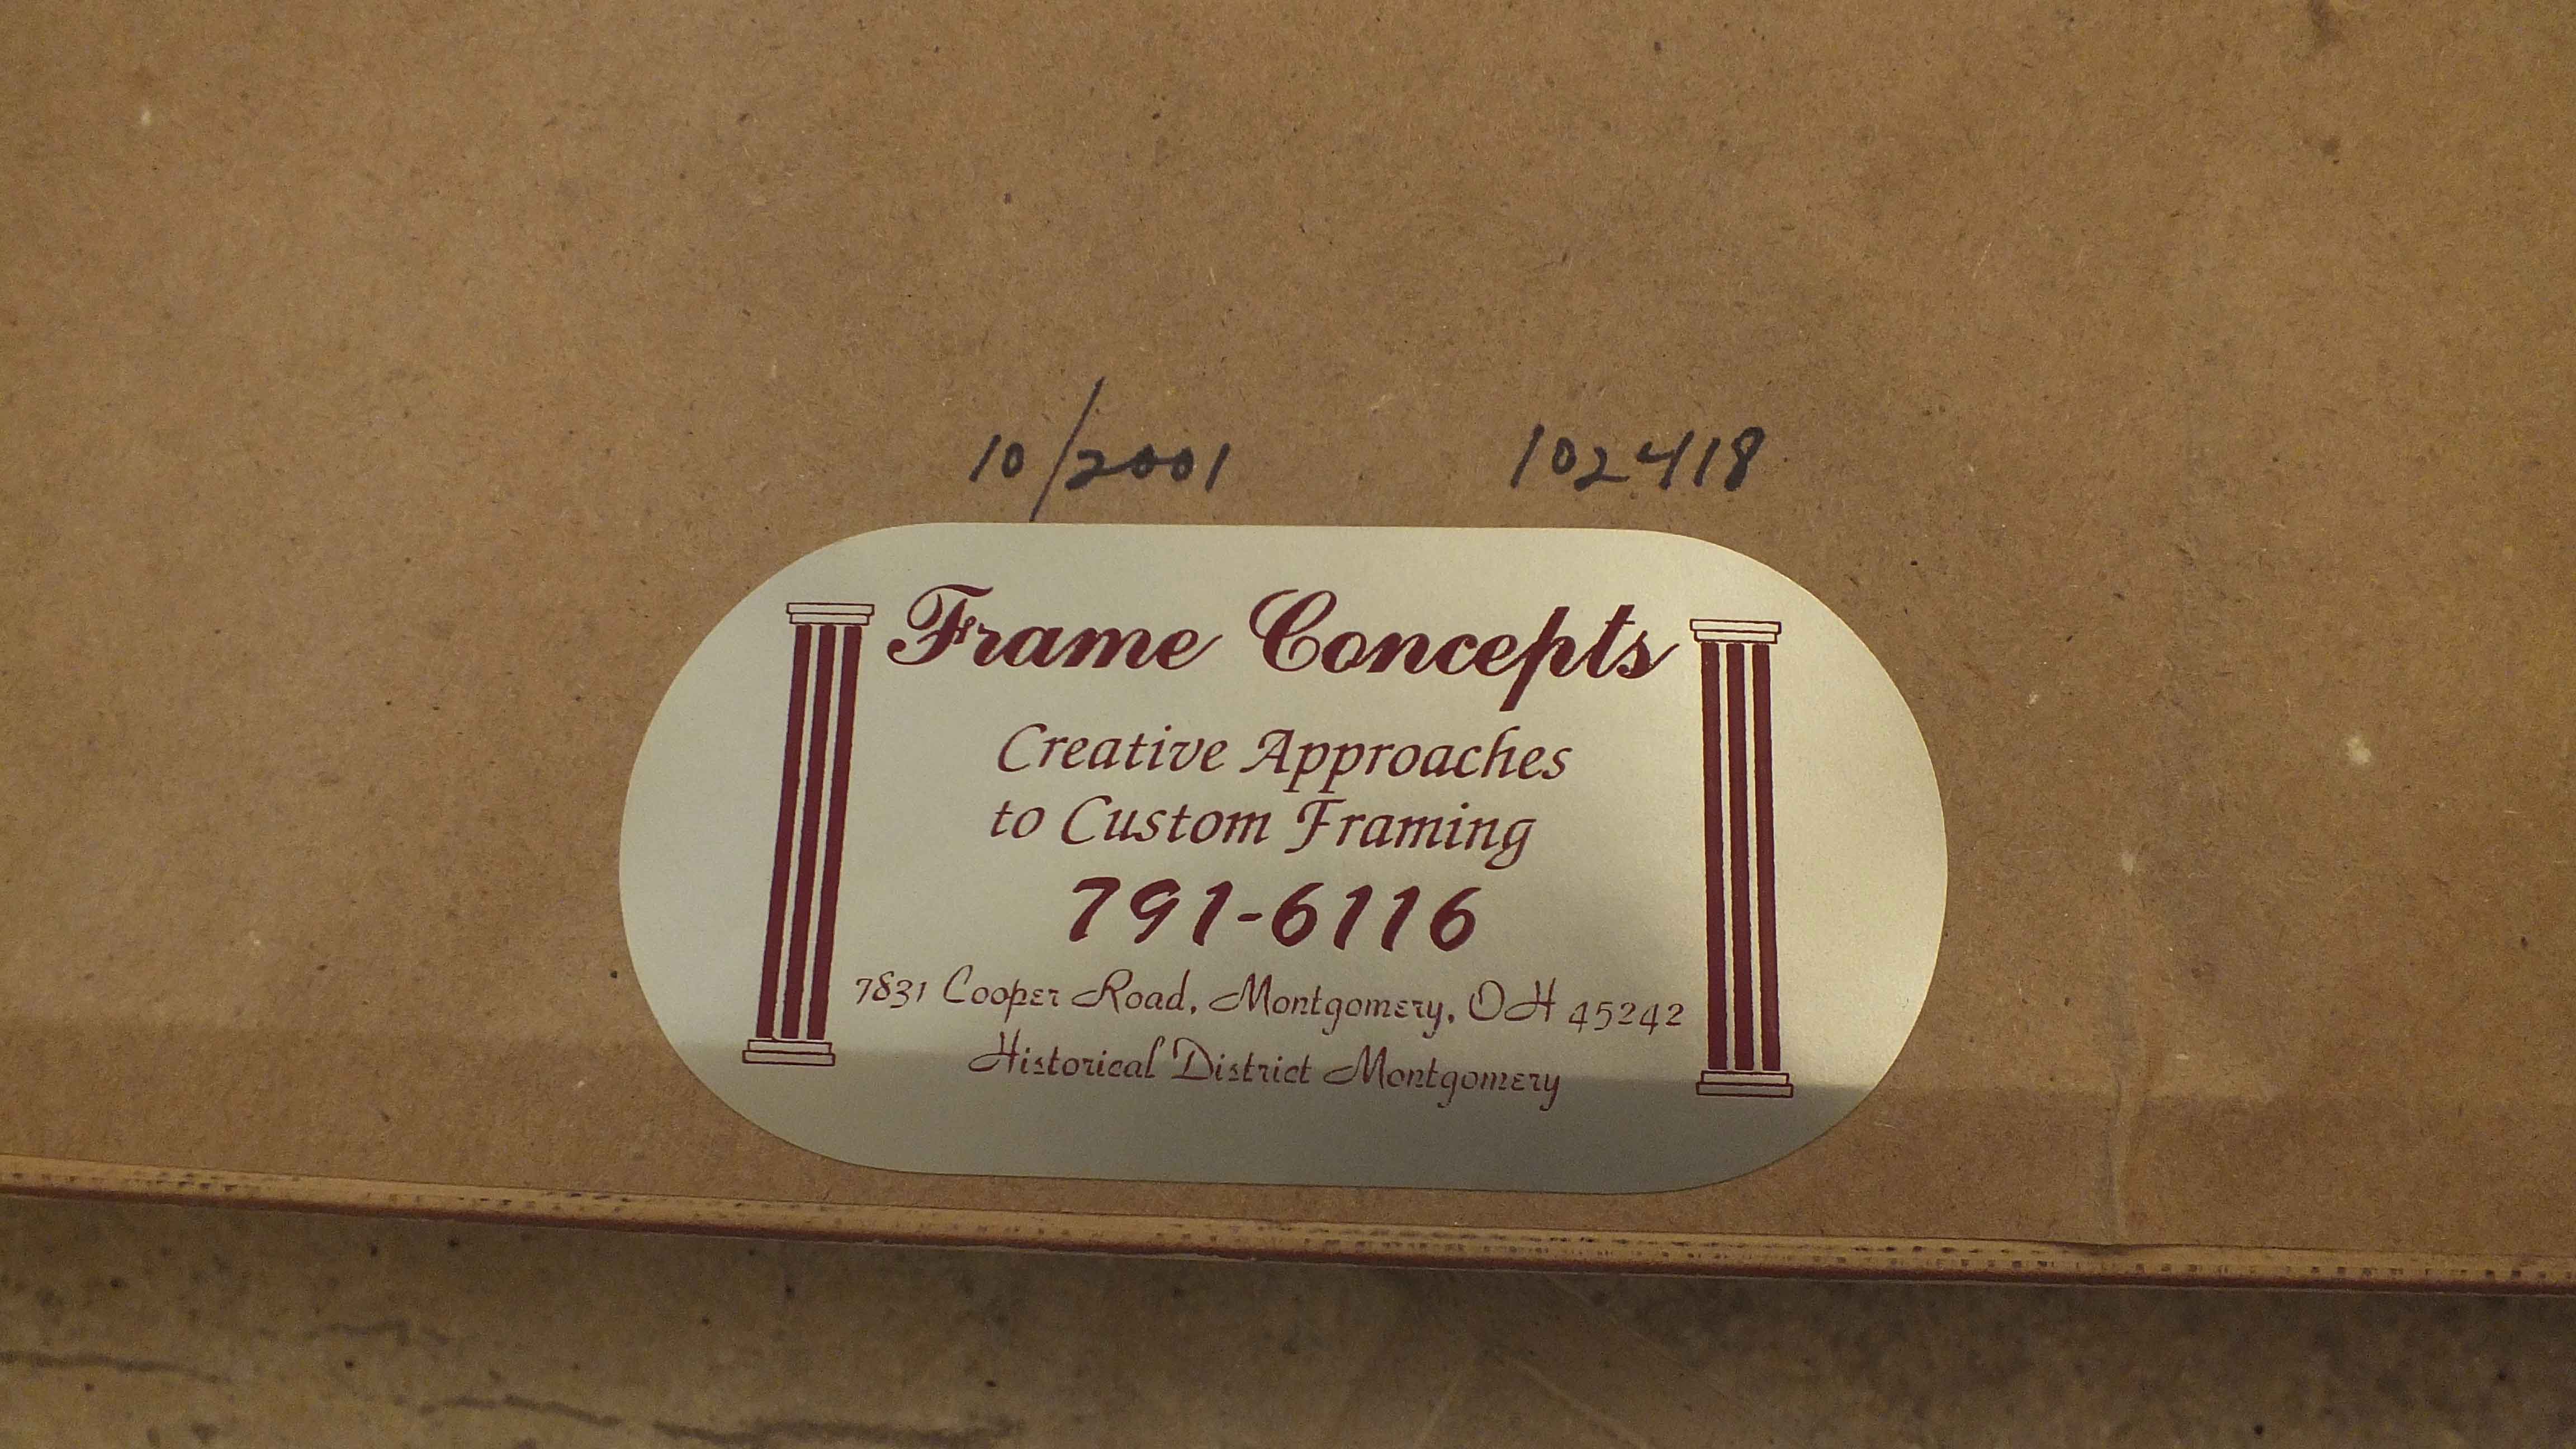 10/2001 102418
Frame Concepts
Creative Approaches
to Custom Framing
791-6116
7831 Cooper Road, Montgomery, OH 45242
Historical District Montgomery